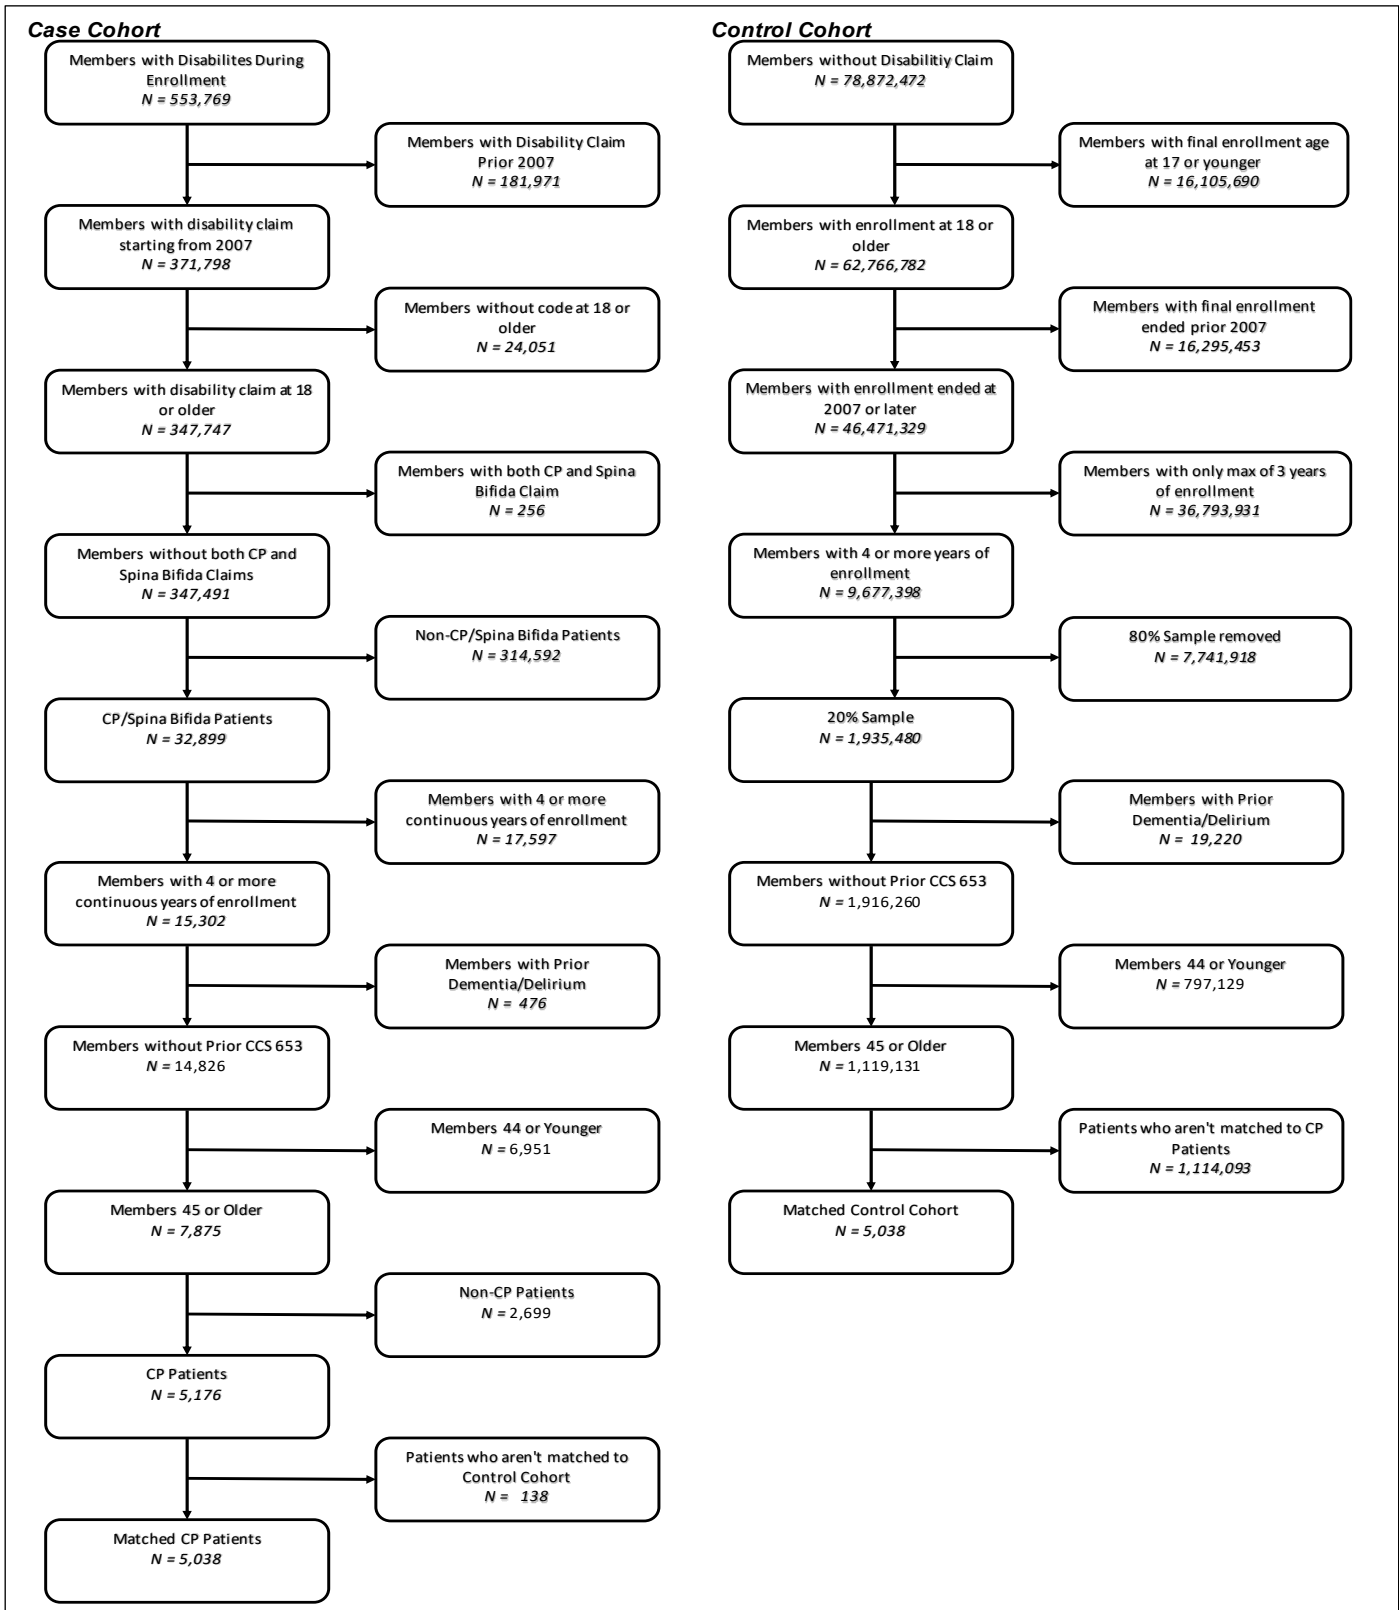 Case Cohort
Members with Disabilites During
Enrollment
N = 553,769
Members with Disability Claim
Prior 2007
N = 181,971
Members with disability claim
starting from 2007
N = 371,798
Members without code at 18 or
older
N = 24,051
Members with disability claim at 18
or older
N = 347,747
Members with both CP and Spina
Bifida Claim
N = 256
Members without both CP and
Spina Bifida Claims
N = 347,491
Non-CP/Spina Bifida Patients
N = 314,592
CP/Spina Bifida Patients
N = 32,899
Members with 4 or more
continuous years of enrollment
N = 17,597
Members with 4 or more
continuous years of enrollment
N = 15,302
Members with Prior
Dementia/Delirium
N = 476
Members without Prior CCS 653
N = 14,826
Members 44 or Younger
N = 6,951
Members 45 or Older
N = 7,875
Non-CP Patients
N = 2,699
CP Patients
N = 5,176
Patients who aren't matched to
Control Cohort
N = 138
Matched CP Patients
N = 5,038
Control Cohort
Members without Disabilitiy Claim
N = 78,872,472
Members with final enrollment age
at 17 or younger
N = 16,105,690
Members with enrollment at 18 or
older
N = 62,766,782
Members with final enrollment
ended prior 2007
N = 16,295,453
Members with enrollment ended at
2007 or later
N = 46,471,329
Members with only max of 3 years
of enrollment
N = 36,793,931
Members with 4 or more years of
enrollment
N = 9,677,398
80% Sample removed
N = 7,741,918
20% Sample
N = 1,935,480
Members with Prior
Dementia/Delirium
N = 19,220
Members without Prior CCS 653
N = 1,916,260
Members 44 or Younger
N = 797,129
Members 45 or Older
N = 1,119,131
Patients who aren't matched to CP
Patients
N = 1,114,093
Matched Control Cohort
N = 5,038